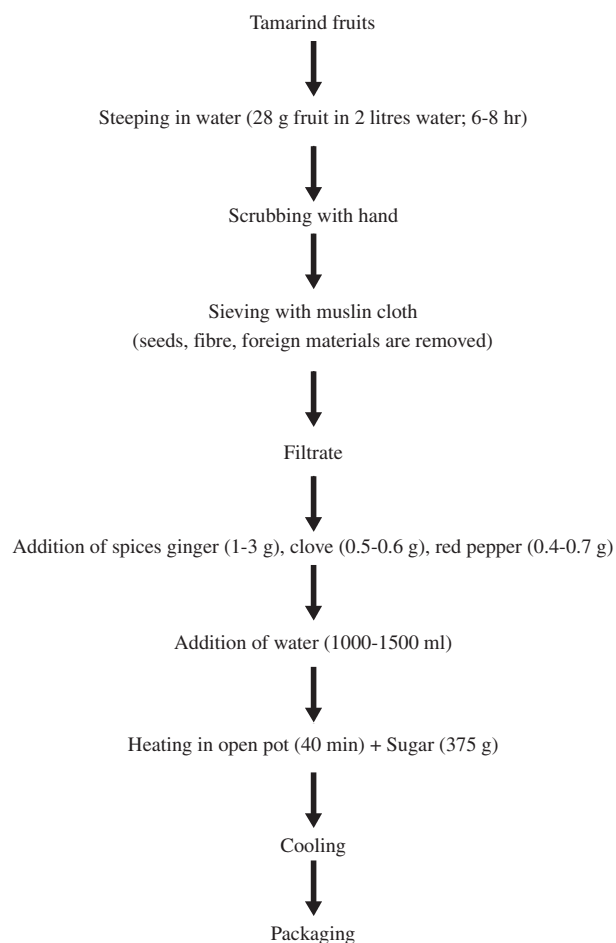 Tamarind fruits
Steeping in water (28 g fruit in 2 litres water; 6-8 hr)
Scrubbing with hand
Sieving with muslin cloth
(seeds, fibre, foreign materials are removed)
Filtrate
Addition of spices ginger (1-3 g), clove (0.5-0.6 g), red pepper (0.4-0.7 g)
Addition of water (1000-1500 ml)
Heating in open pot (40 min) + Sugar (375 g)
Cooling
Packaging